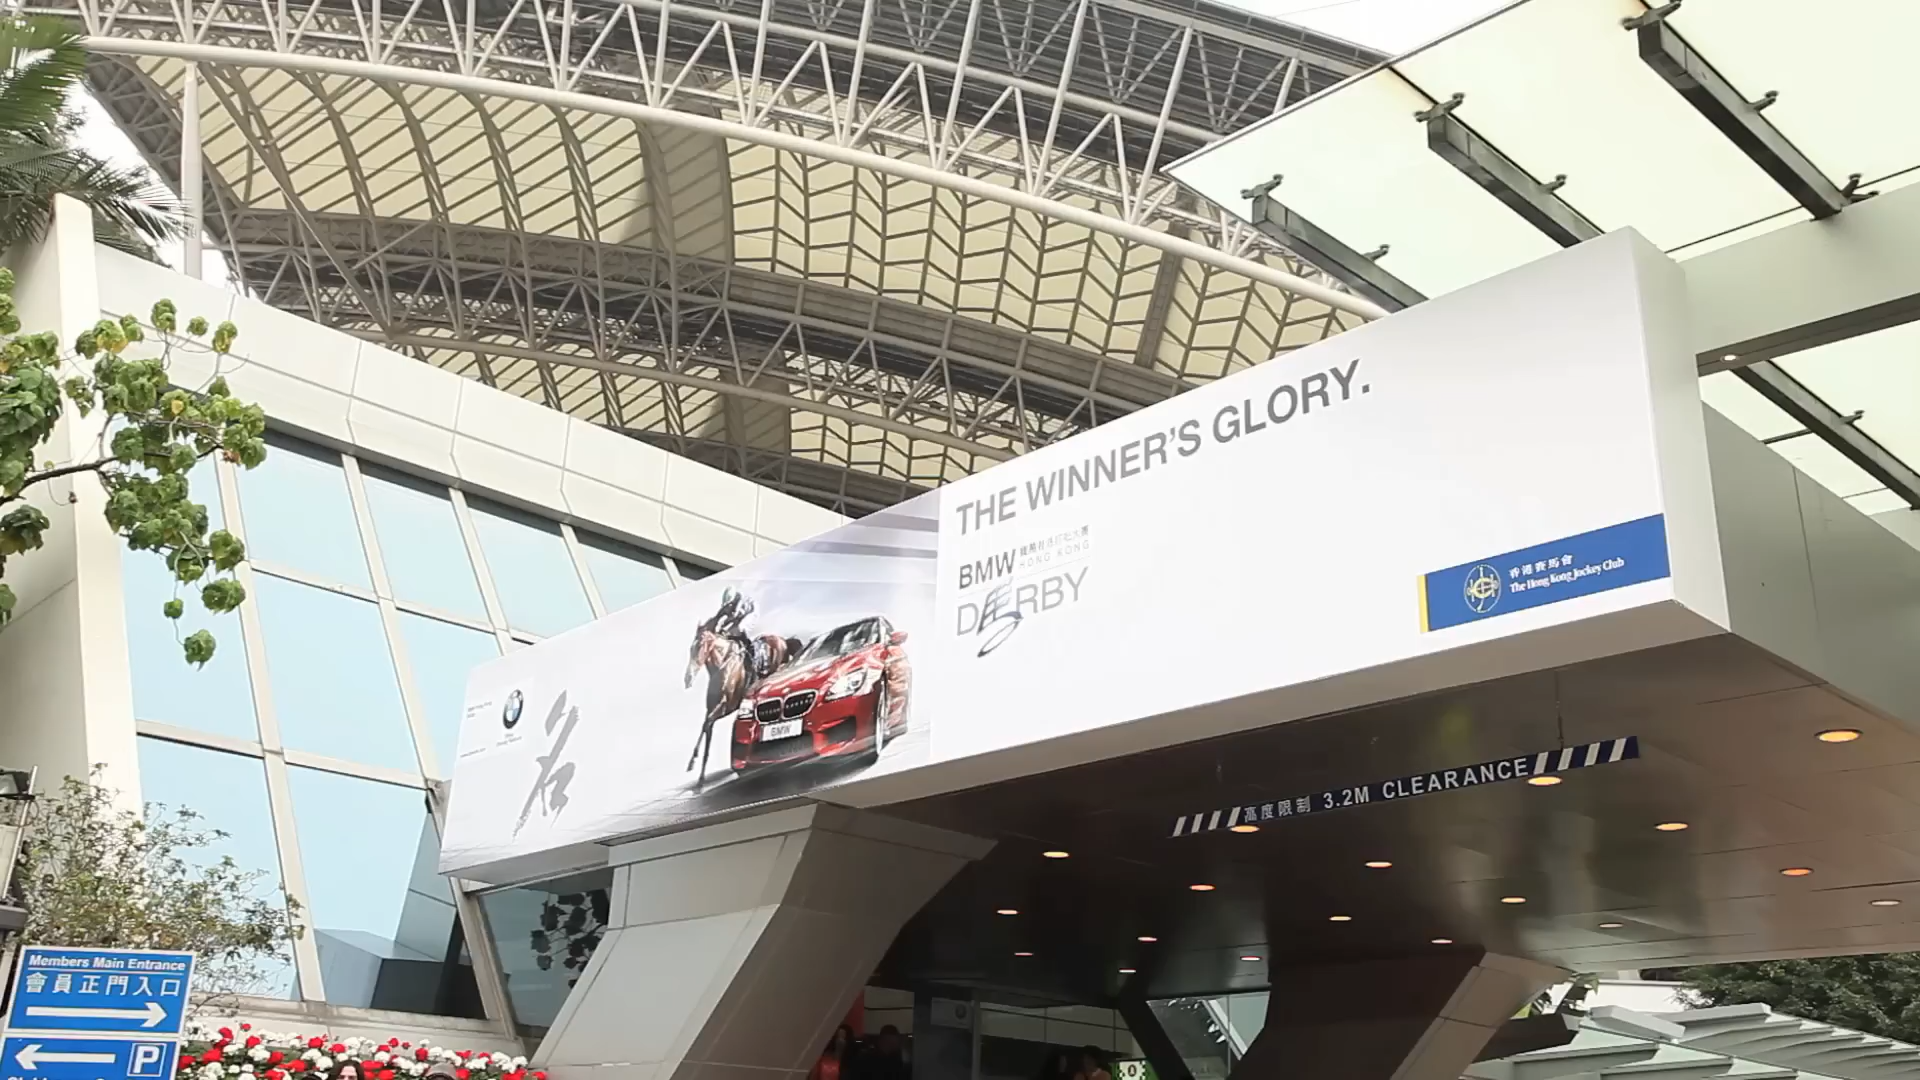 THE WINNER'S GLORY.
BMW
HONG KONG
DERBY
香港賽馬會
The Hong Kong Jockey Club
BMW
名
高度限制 3.2M CLEARANCE
Members Main Entrance
會員正門入口
P